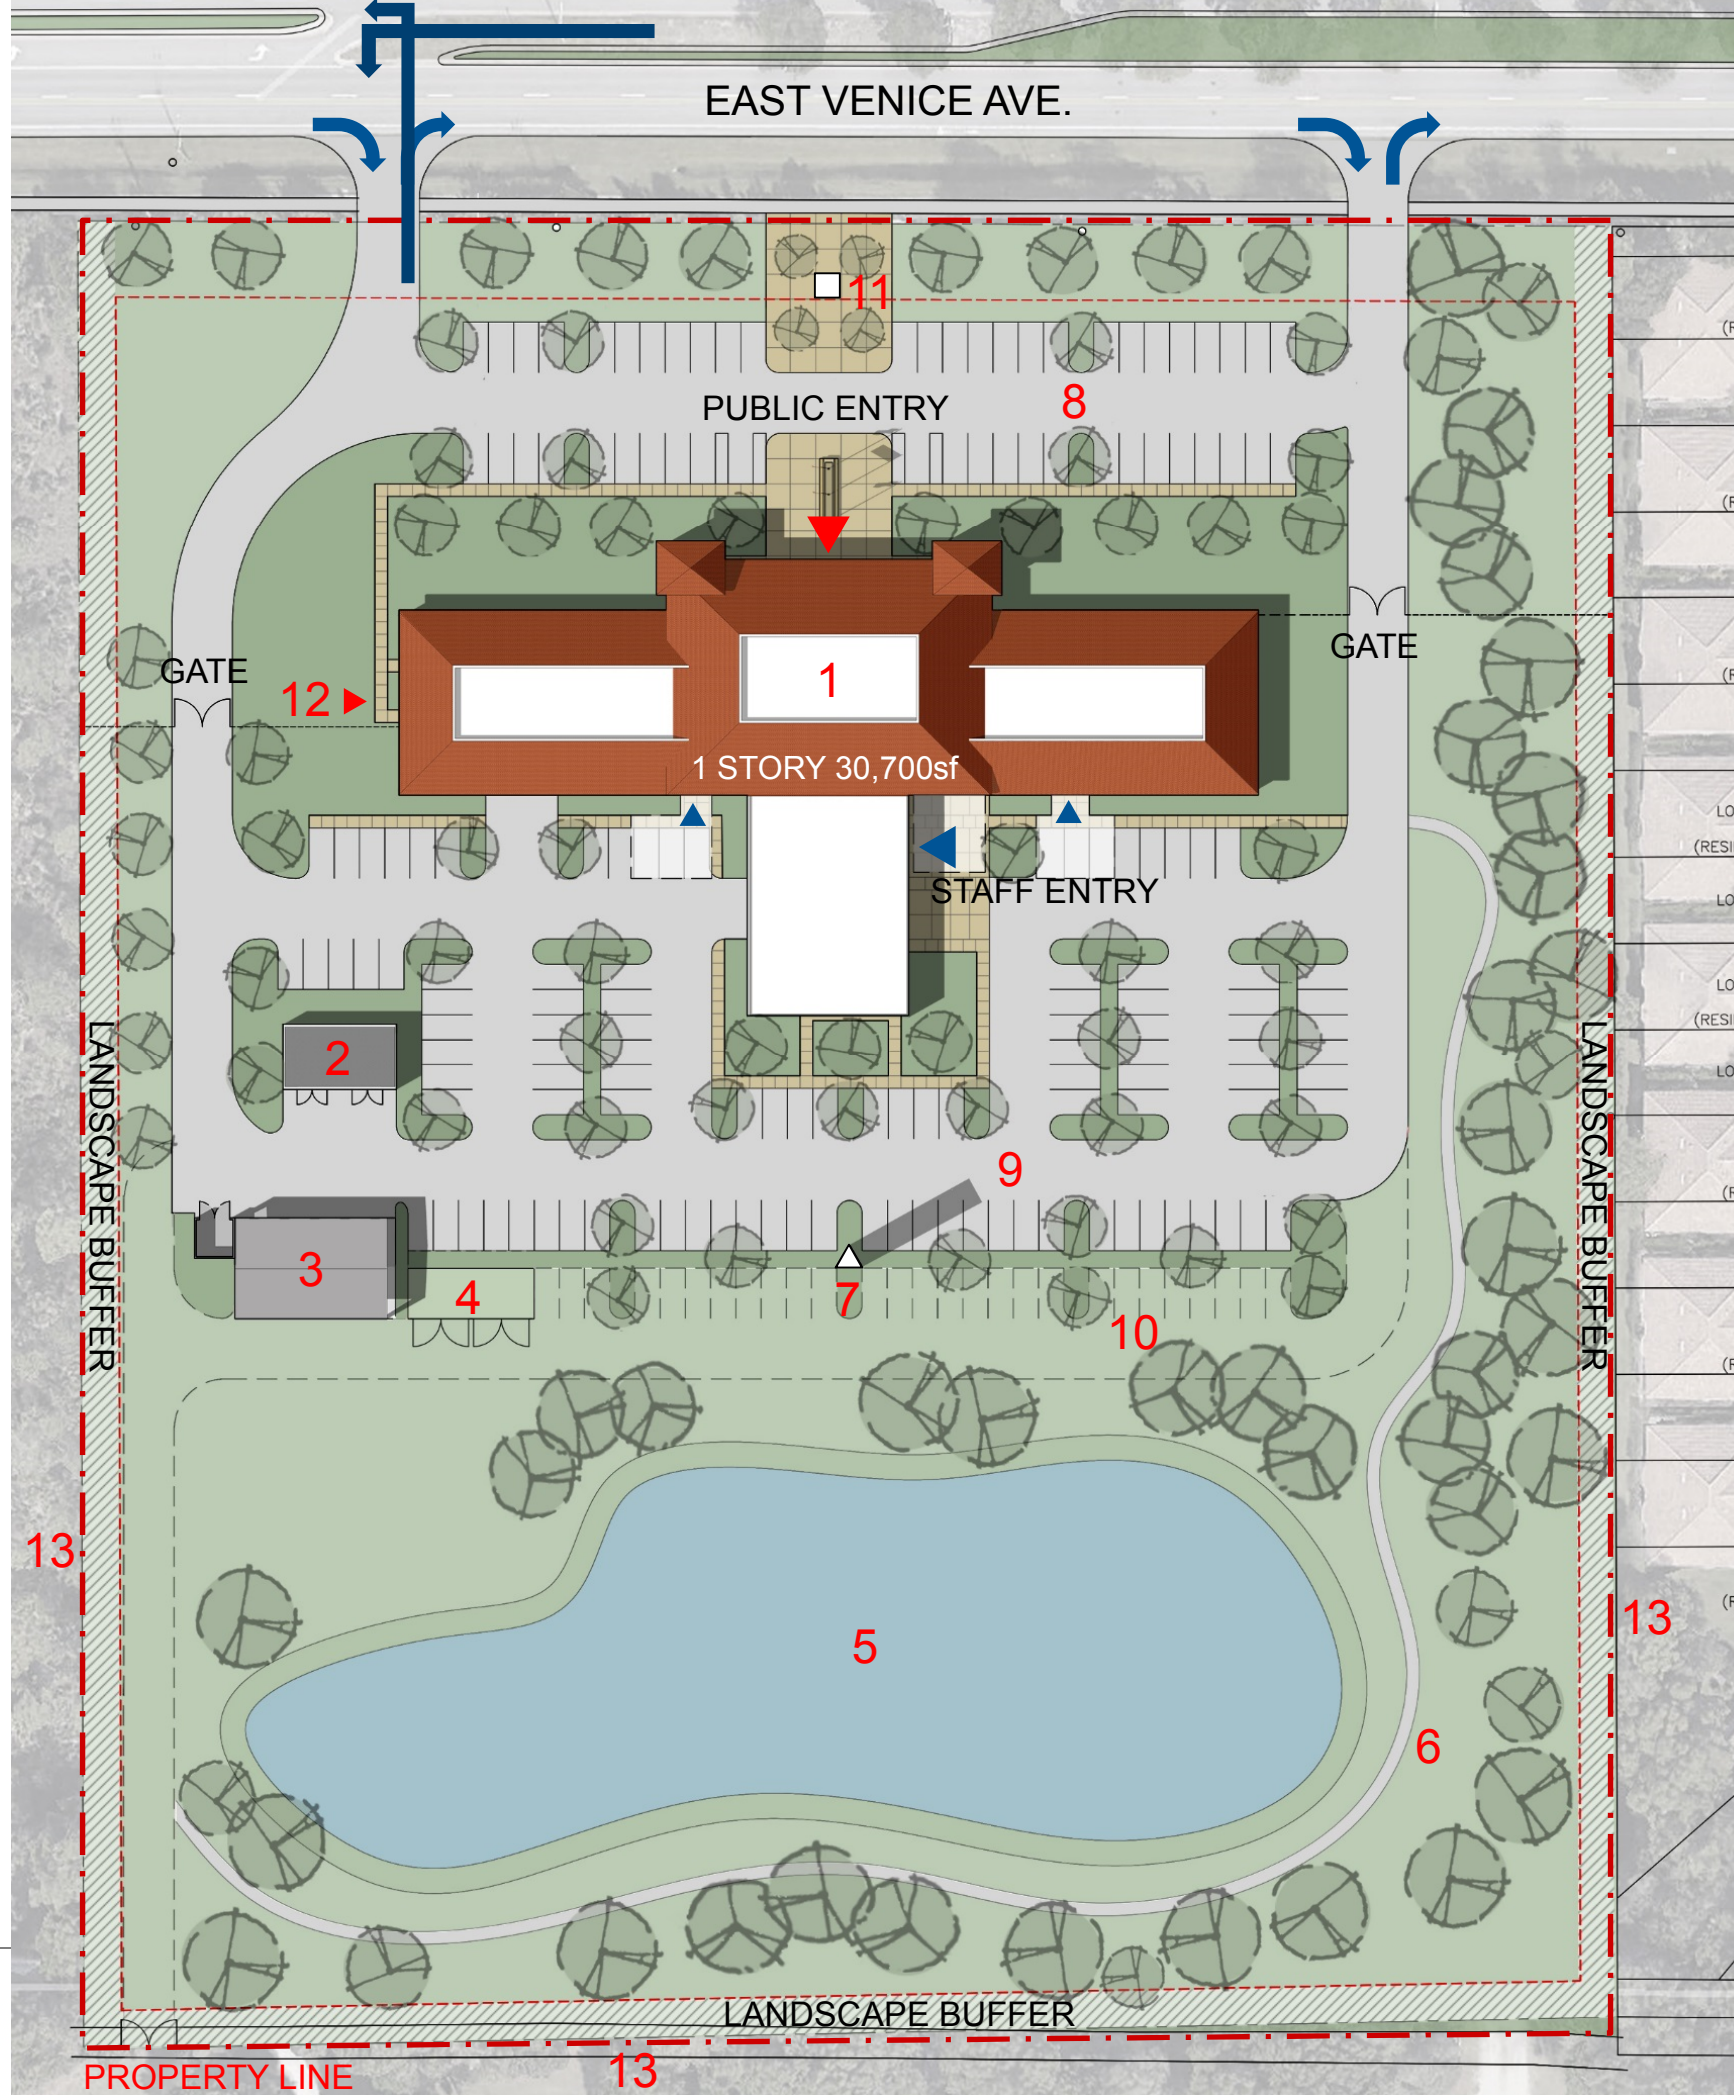 EAST VENICE AVE.
11
PUBLIC ENTRY
8
GATE
GATE
12
1
1 STORY 30,700sf
STAFF ENTRY
LANDSCAPE BUFFER
LANDSCAPE BUFFER
2
9
3
4
7
10
13
5
13
6
LANDSCAPE BUFFER
PROPERTY LINE
13